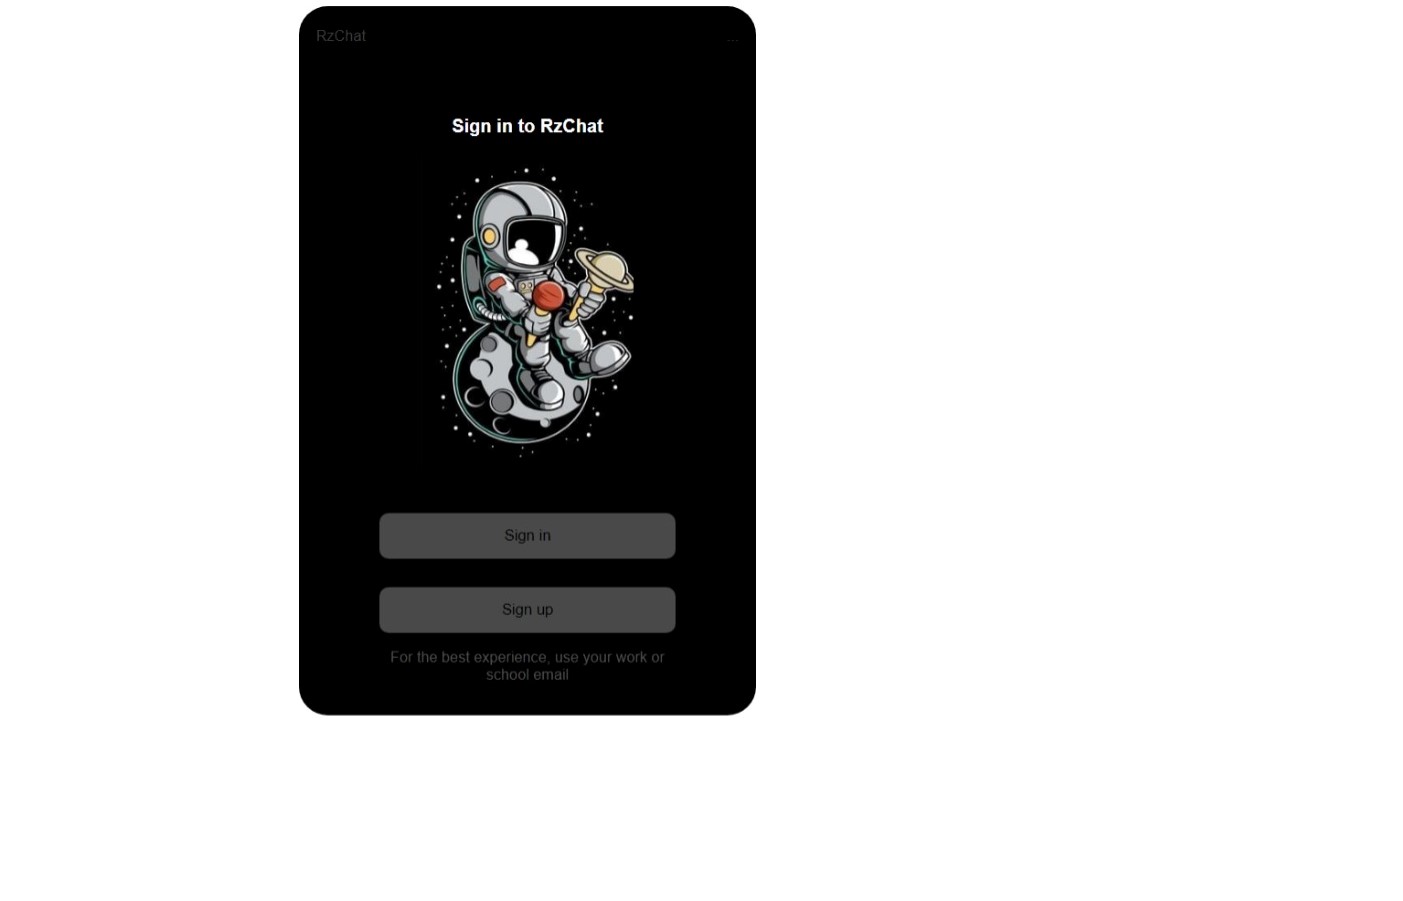 RzChat
...
Sign in to RzChat
Sign in
Sign up
For the best experience, use your work or
school email